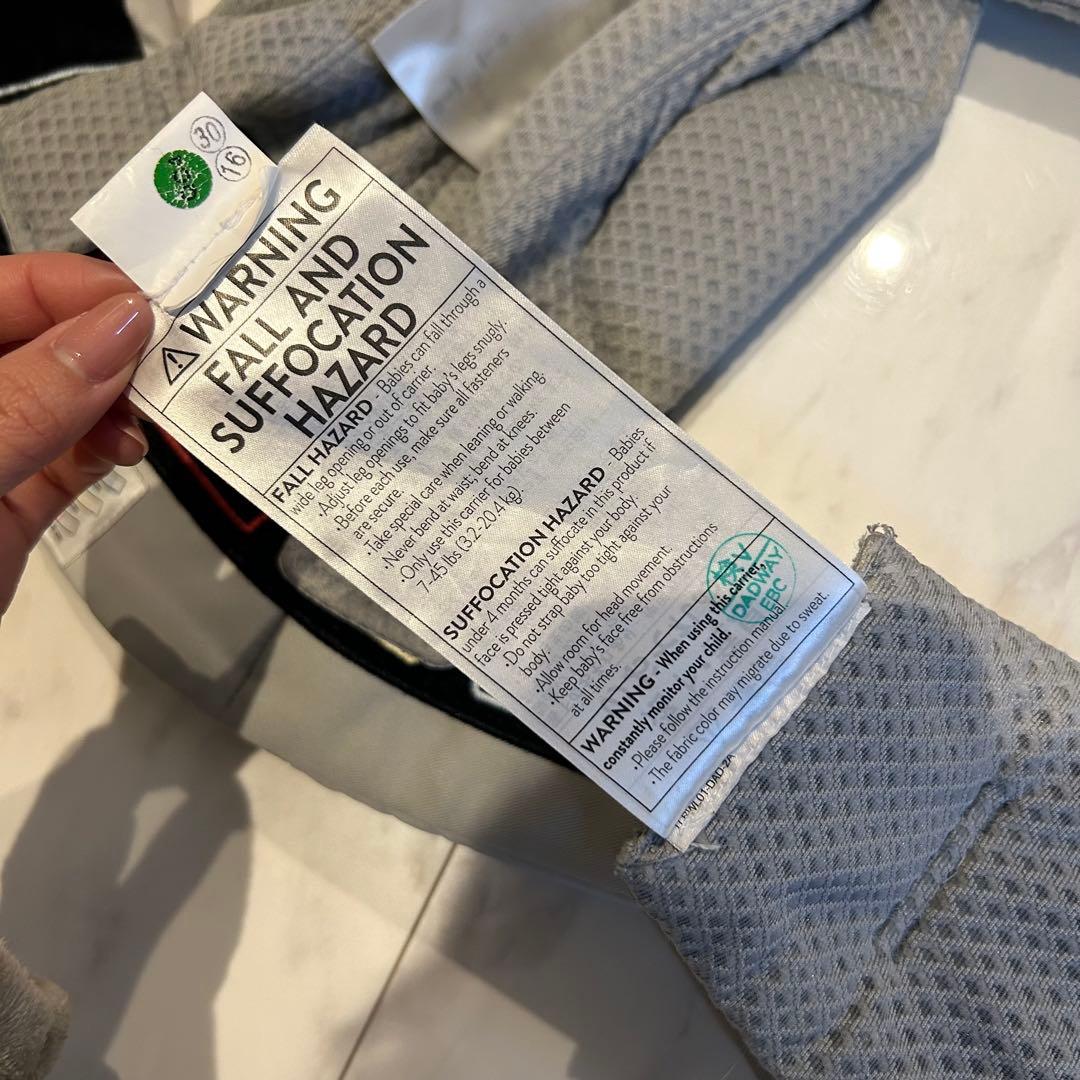 30
16
WARNING
FALL AND
SUFFOCATION
HAZARD
FALL HAZARD - Babies can fall through a
wide leg opening or out of carrier.
·Adjust leg openings to fit baby's legs snugly.
·Before each use, make sure all fasteners
are secure.
·Take special care when leaning or walking.
·Never bend at waist; bend at knees.
·Only use this carrier for babies between
7-45 lbs (3.2-20.4 kg).
SUFFOCATION HAZARD - Babies
under 4 months can suffocate in this product if
face is pressed tight against your body.
·Do not strap baby too tight against your
body.
·Allow room for head movement.
·Keep baby's face free from obstructions
at all times.
WARNING - When using this carrier,
constantly monitor your child.
·Please follow the instruction manual.
·The fabric color may migrate due to sweat.
DADWAY
EBC